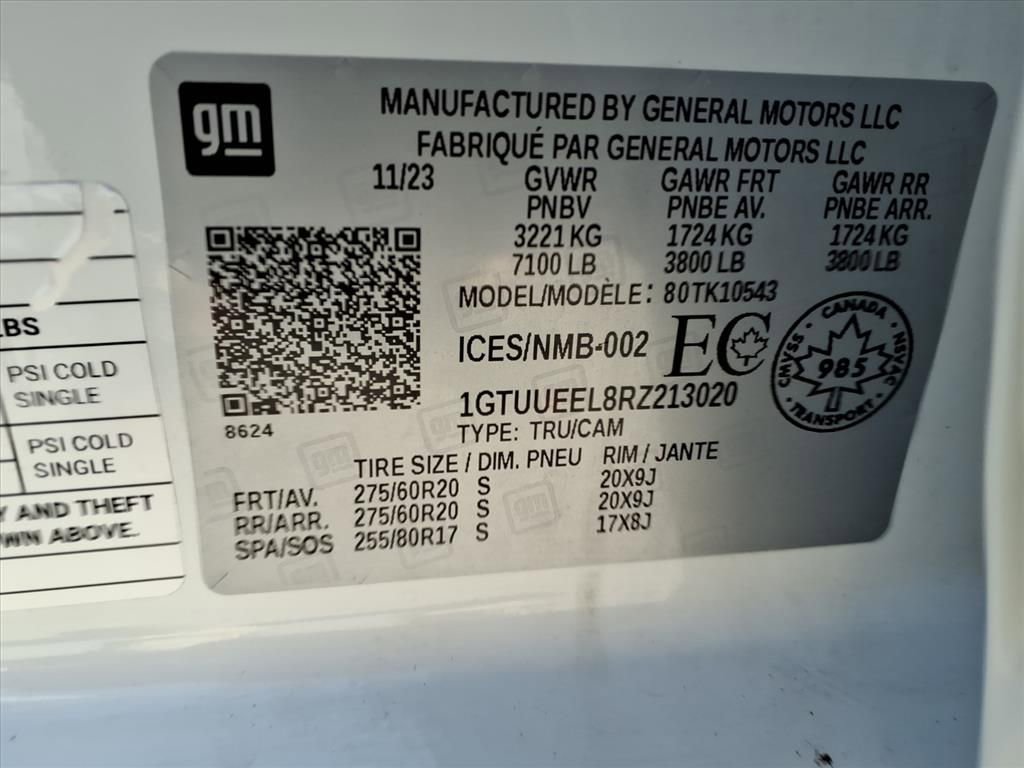 gm
MANUFACTURED BY GENERAL MOTORS LLC
FABRIQUÉ PAR GENERAL MOTORS LLC
11/23 GVWR GAWR FRT GAWR RR
PNBV PNBE AV. PNBE ARR.
3221 KG 1724 KG 1724 KG
7100 LB 3800 LB 3800 LB
MODEL/MODÈLE: 80TK10543
ICES/NMB-002 EC
CANADA
CMVSS 985 NSVAC
TRANSPORT
1GTUUEEL8RZ213020
8624
TYPE: TRU/CAM
TIRE SIZE / DIM. PNEU RIM / JANTE
FRT/AV. 275/60R20 S 20X9J
RR/ARR. 275/60R20 S 20X9J
SPA/SOS 255/80R17 S 17X8J
LBS
PSI COLD
SINGLE
PSI COLD
SINGLE
Y AND THEFT
WN ABOVE.